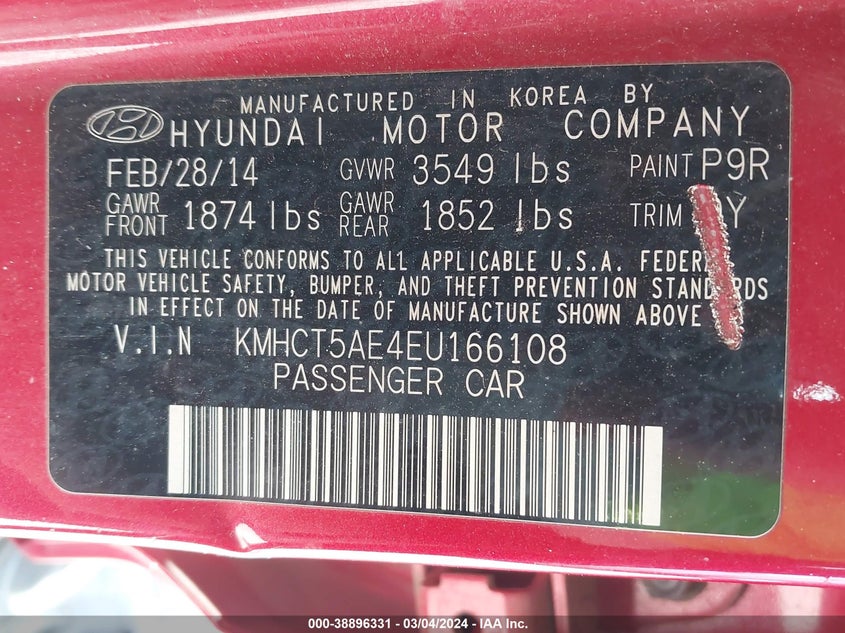 MANUFACTURED IN KOREA BY
HYUNDAI MOTOR COMPANY
FEB/28/14 GVWR 3549 lbs PAINT P9R
GAWR FRONT 1874 lbs GAWR REAR 1852 lbs TRIM
THIS VEHICLE CONFORMS TO ALL APPLICABLE U.S.A.
MOTOR VEHICLE SAFETY, BUMPER, AND THEFT PREVENTION
IN EFFECT ON THE DATE OF MANUFACTURE SHOWN ABOVE
V.I.N KMHCT5AE4EU166108
PASSENGER CAR
000-38896331 - 03/04/2024 - IAA Inc.